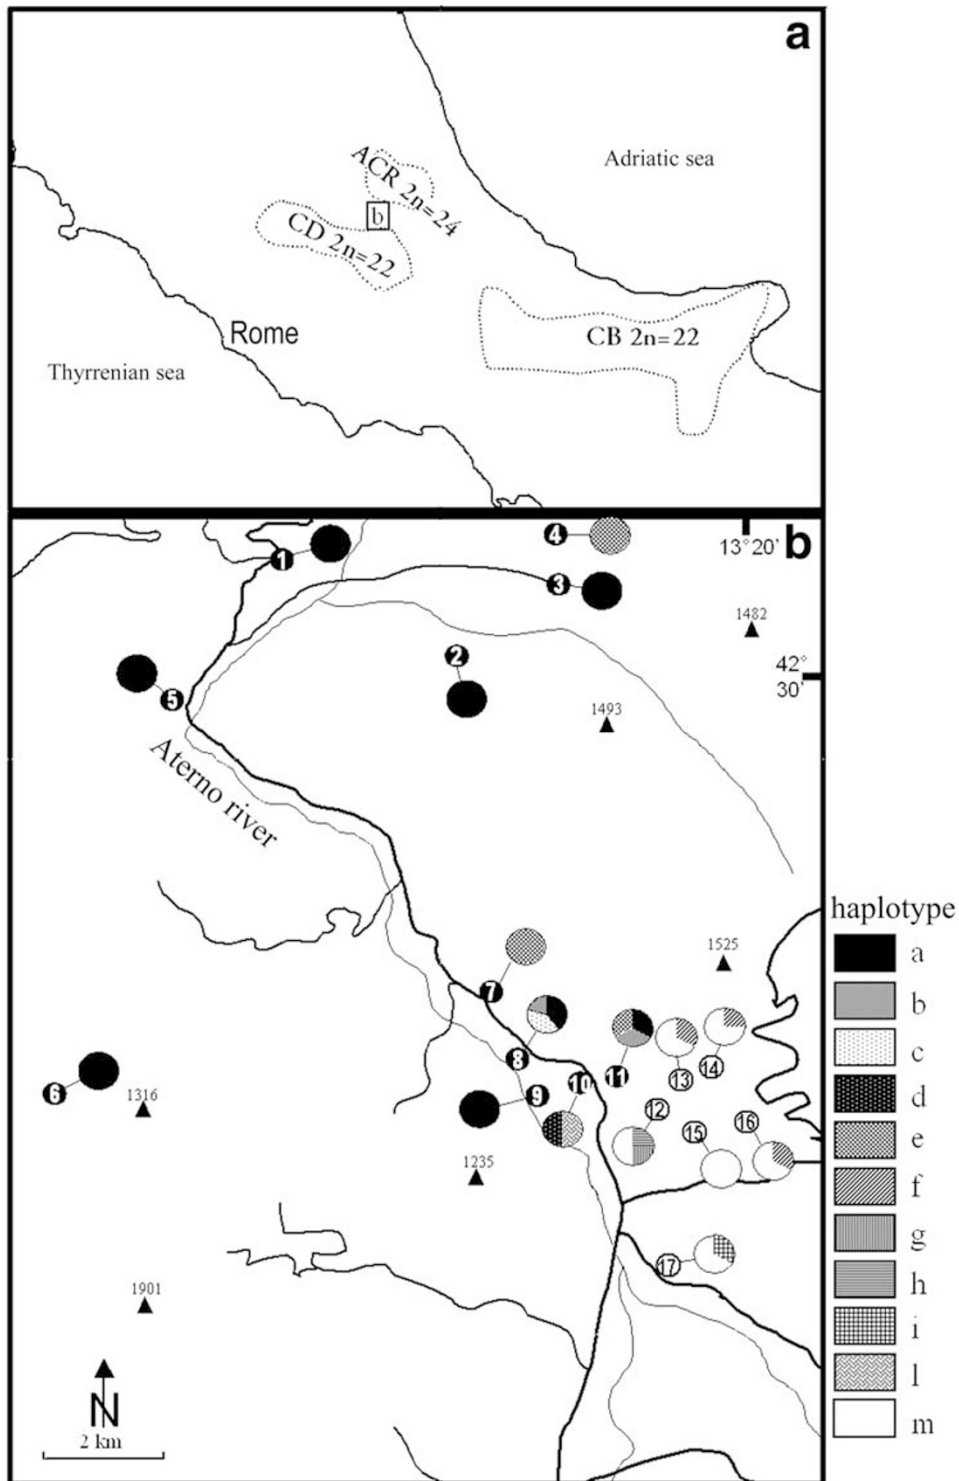 a
Adriatic sea
ACR 2n=24
b
CD 2n=22
CB 2n=22
Rome
Thyrrenian sea
b
13° 20'
4
1
3
1482
2
42°
30'
5
1493
Aterno river
haplotype
a
b
c
d
e
f
g
h
i
l
m
1525
7
8
10
11
13
14
6
1316
9
12
15
16
1235
17
1901
N
2 km